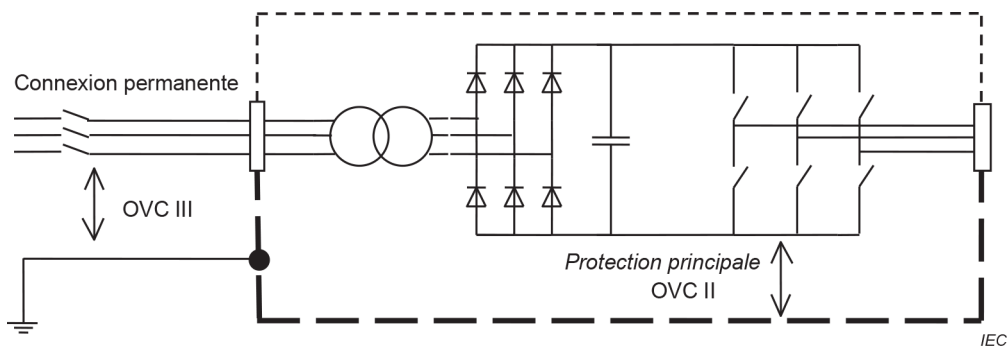 Connexion permanente
OVC III
Protection principale
OVC II
IEC